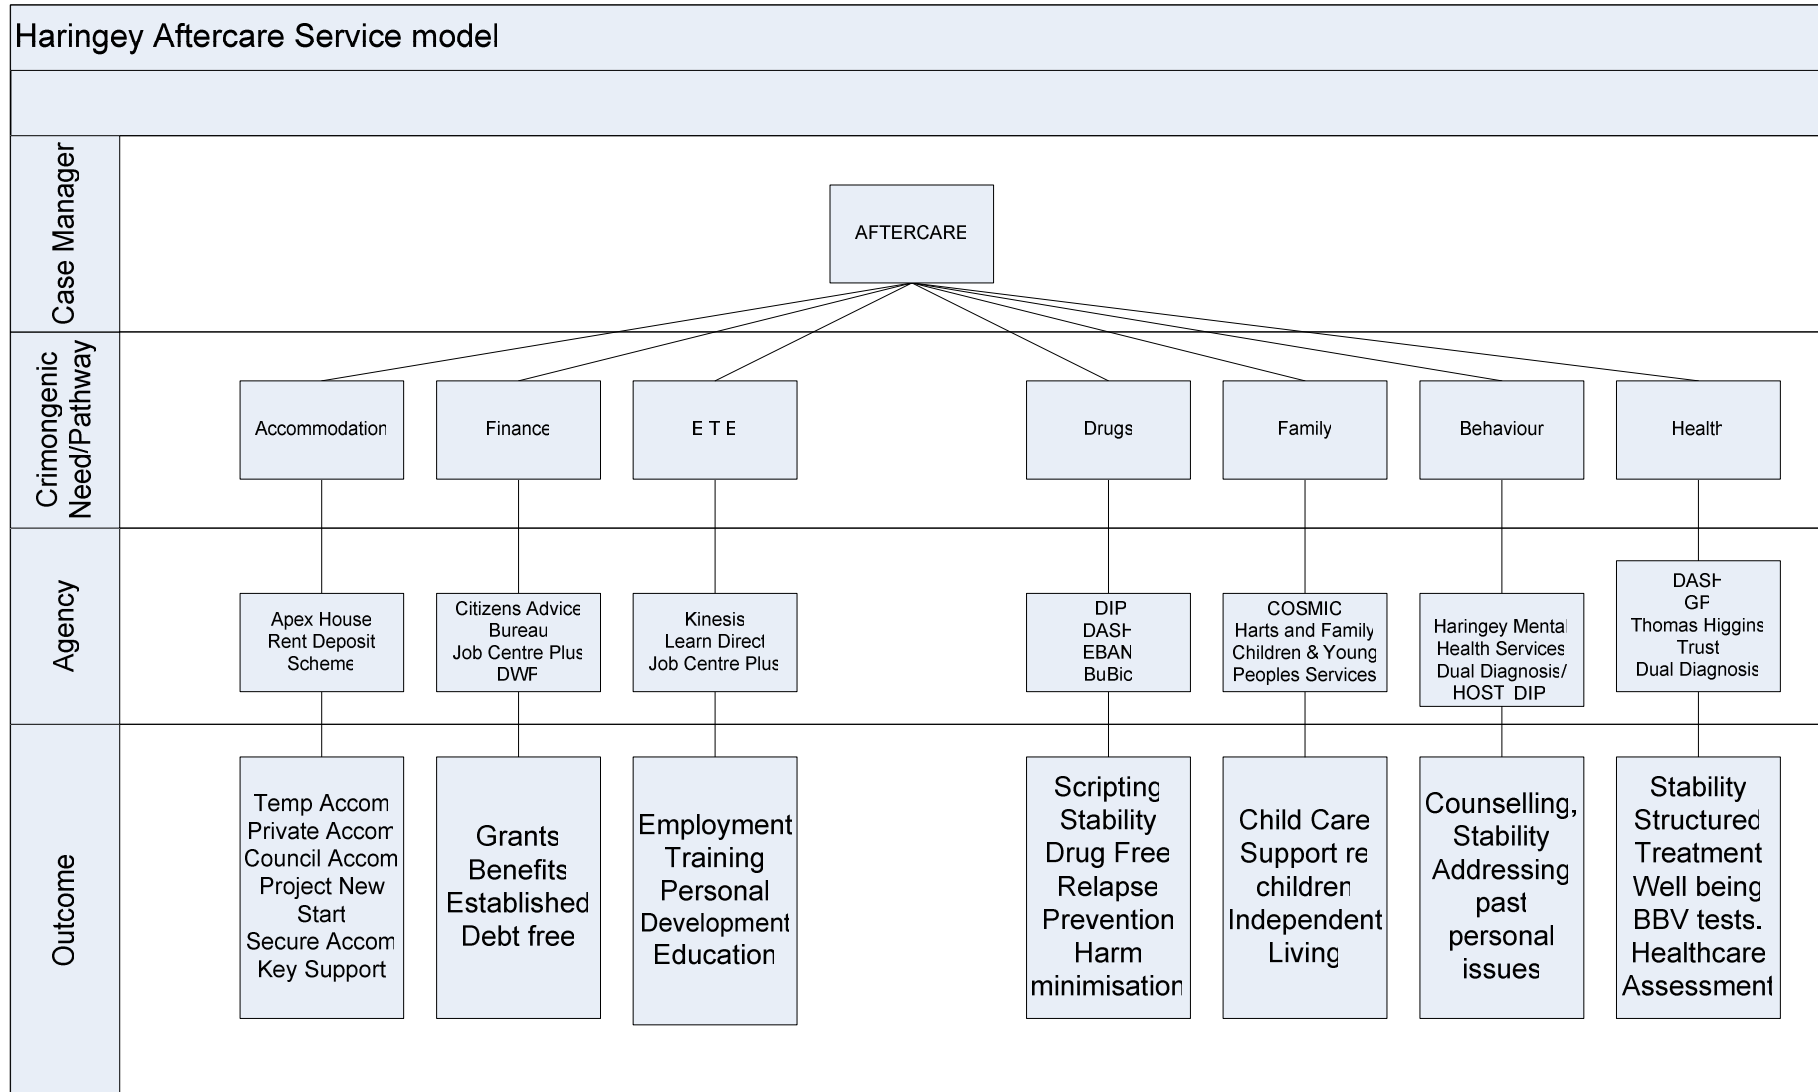 Haringey Aftercare Service model
Case Manager
AFTERCARE
Crimongenic
Need/Pathway
Accommodation
Finance
E T E
Drugs
Family
Behaviour
Health
Agency
Apex House
Rent Deposit
Scheme
Citizens Advice
Bureau
Job Centre Plus
DWP
Kinesis
Learn Direct
Job Centre Plus
DIP
DASH
EBAN
BuBic
COSMIC
Harts and Family
Children & Young
Peoples Services
Haringey Mental
Health Services
Dual Diagnosis/
HOST DIP
DASH
GP
Thomas Higgins
Trust
Dual Diagnosis
Outcome
Temp Accom
Private Accom
Council Accom
Project New
Start
Secure Accom
Key Support
Grants
Benefits
Established
Debt free
Employment
Training
Personal
Development
Education
Scripting
Stability
Drug Free
Relapse
Prevention
Harm
minimisation
Child Care
Support re
children
Independent
Living
Counselling,
Stability
Addressing
past
personal
issues
Stability
Structured
Treatment
Well being
BBV tests.
Healthcare
Assessment